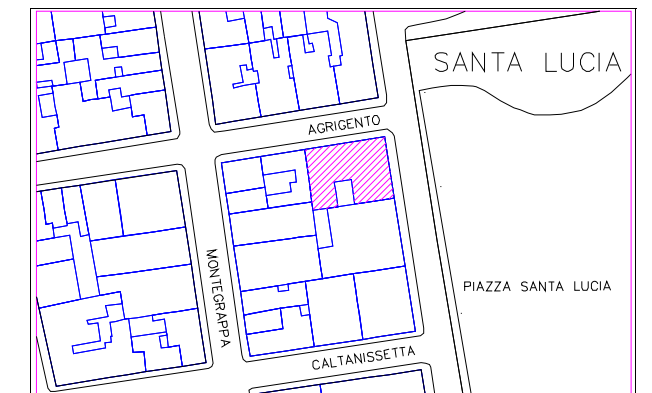 SANTA LUCIA
AGRIGENTO
MONTEGRAPPA
PIAZZA SANTA LUCIA
CALTANISSETTA